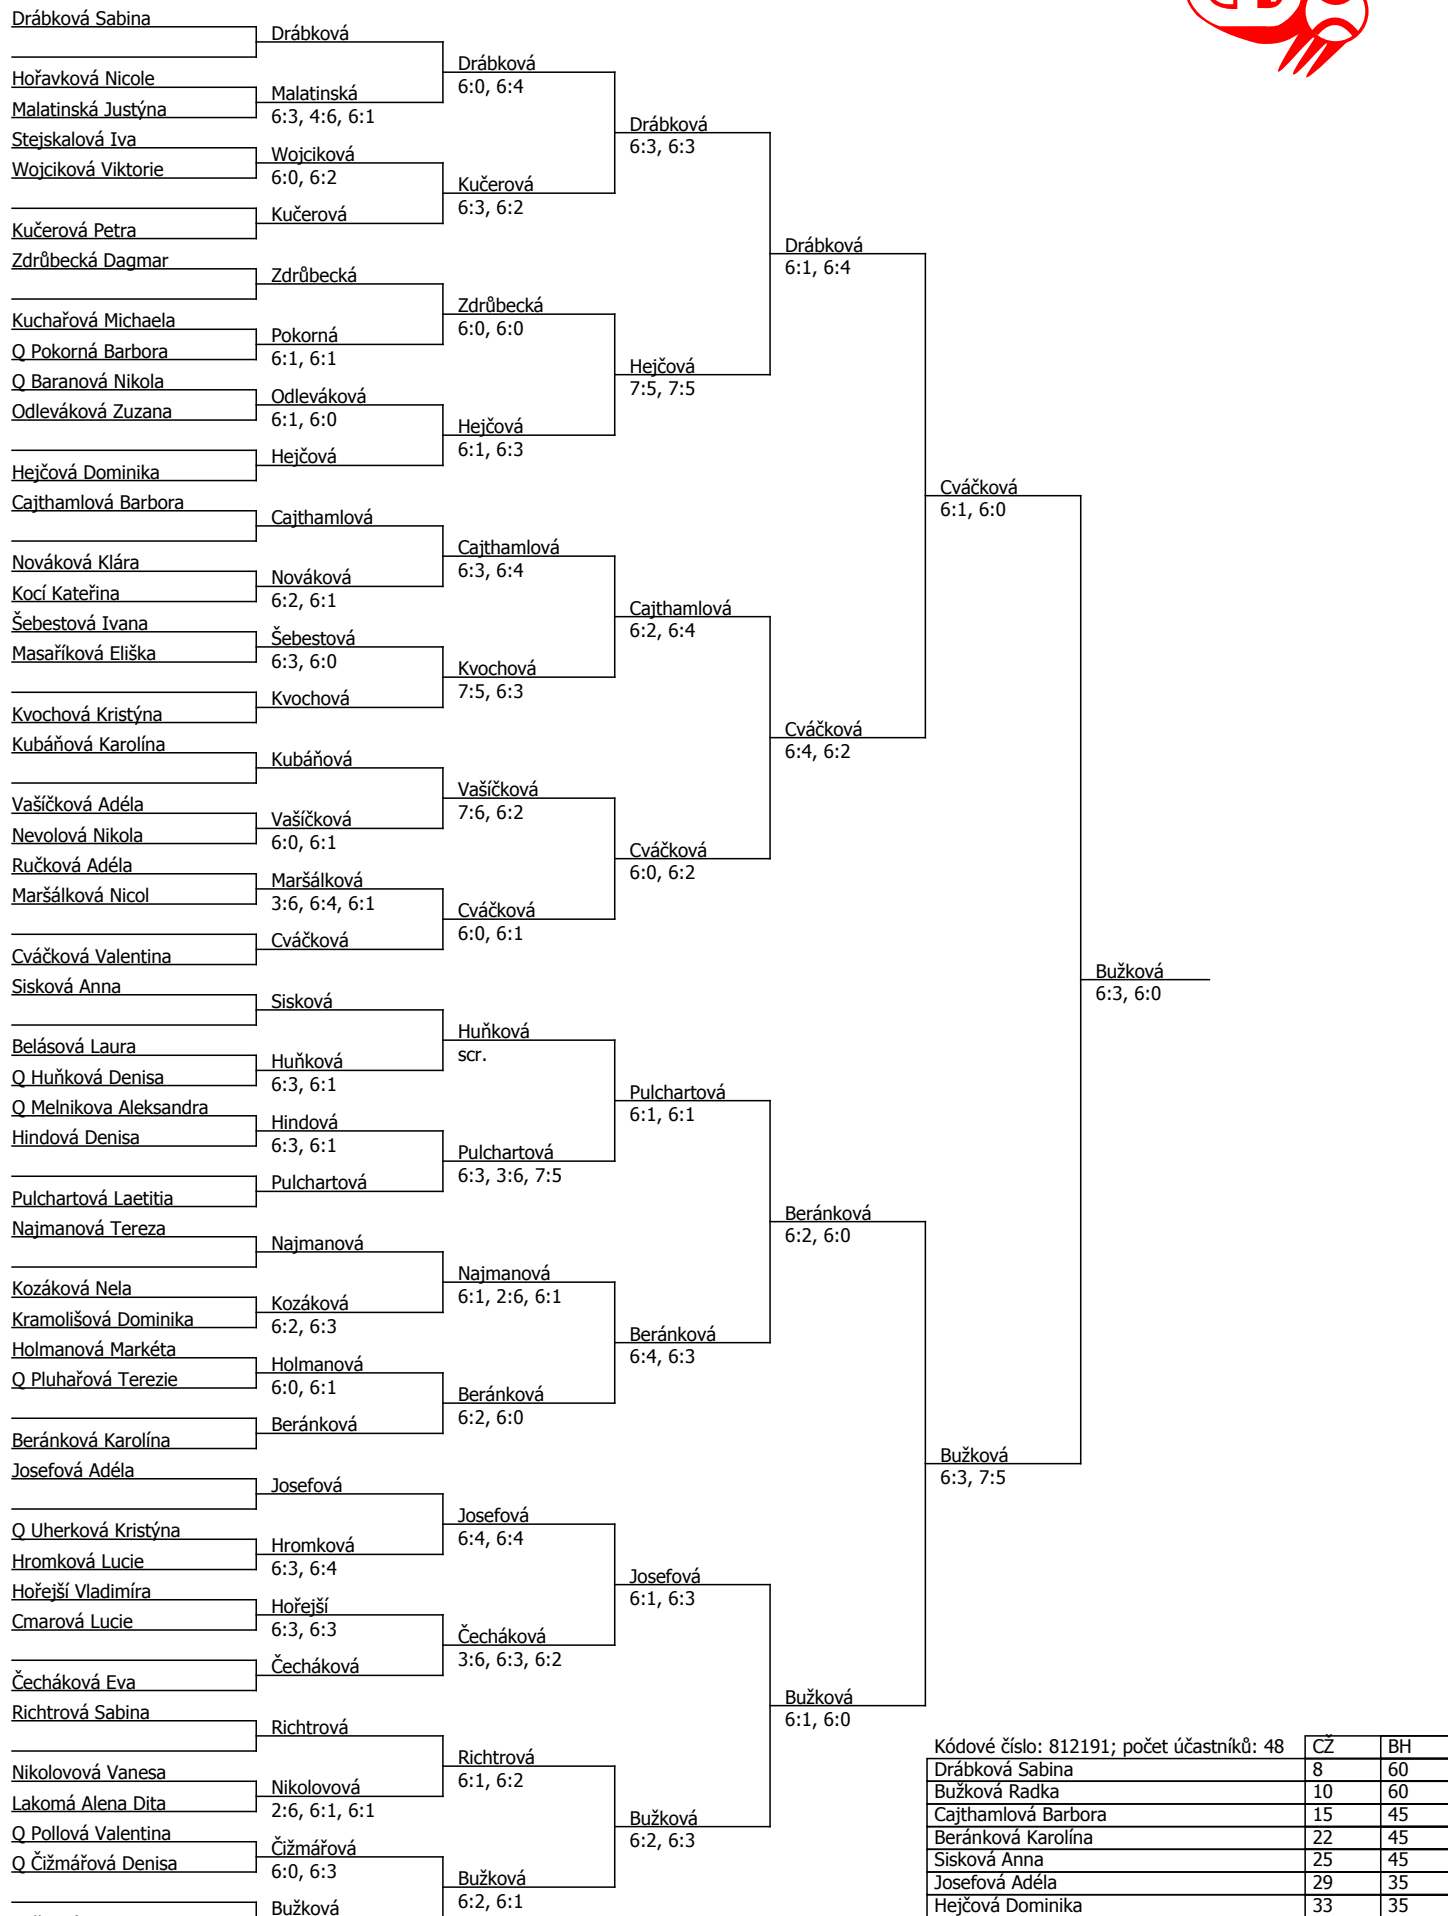 Drábková Sabina
Hořavková Nicole
Malatinská Justýna
Stejskalová Iva
Wojciková Viktorie
Kučerová Petra
Zdrůbecká Dagmar
Kuchařová Michaela
Q Pokorná Barbora
Q Baranová Nikola
Odleváková Zuzana
Hejčová Dominika
Cajthamlová Barbora
Nováková Klára
Kocí Kateřina
Šebestová Ivana
Masaříková Eliška
Kvochová Kristýna
Kubáňová Karolína
Vašíčková Adéla
Nevolová Nikola
Ručková Adéla
Maršálková Nicol
Cváčková Valentina
Sisková Anna
Belásová Laura
Q Huňková Denisa
Q Melnikova Aleksandra
Hindová Denisa
Pulchartová Laetitia
Najmanová Tereza
Kozáková Nela
Kramolišová Dominika
Holmanová Markéta
Q Pluhařová Terezie
Beránková Karolína
Josefová Adéla
Q Uherková Kristýna
Hromková Lucie
Hořejší Vladimíra
Cmarová Lucie
Čecháková Eva
Richtrová Sabina
Nikolovová Vanesa
Lakomá Alena Dita
Q Pollová Valentina
Q Čižmářová Denisa
Drábková
Malatinská
6:3, 4:6, 6:1
Wojciková
6:0, 6:2
Kučerová
Zdrůbecká
Pokorná
6:1, 6:1
Odleváková
6:1, 6:0
Hejčová
Cajthamlová
Nováková
6:2, 6:1
Šebestová
6:3, 6:0
Kvochová
Kubáňová
Vašíčková
6:0, 6:1
Maršálková
3:6, 6:4, 6:1
Cváčková
Sisková
Huňková
6:3, 6:1
Hindová
6:3, 6:1
Pulchartová
Najmanová
Kozáková
6:2, 6:3
Holmanová
6:0, 6:1
Beránková
Josefová
Hromková
6:3, 6:4
Hořejší
6:3, 6:3
Čecháková
Richtrová
Nikolovová
2:6, 6:1, 6:1
Čižmářová
6:0, 6:3
Bužková
Drábková
6:0, 6:4
Kučerová
6:3, 6:2
Zdrůbecká
6:0, 6:0
Hejčová
6:1, 6:3
Cajthamlová
6:3, 6:4
Kvochová
7:5, 6:3
Vašíčková
7:6, 6:2
Cváčková
6:0, 6:1
Huňková
scr.
Pulchartová
6:3, 3:6, 7:5
Najmanová
6:1, 2:6, 6:1
Beránková
6:2, 6:0
Josefová
6:4, 6:4
Čecháková
3:6, 6:3, 6:2
Richtrová
6:1, 6:2
Bužková
6:2, 6:1
Drábková
6:3, 6:3
Hejčová
7:5, 7:5
Cajthamlová
6:2, 6:4
Cváčková
6:0, 6:2
Pulchartová
6:1, 6:1
Beránková
6:4, 6:3
Josefová
6:1, 6:3
Bužková
6:2, 6:3
Drábková
6:1, 6:4
Cváčková
6:4, 6:2
Beránková
6:2, 6:0
Bužková
6:1, 6:0
Cváčková
6:1, 6:0
Bužková
6:3, 7:5
Bužková
6:3, 6:0
Kódové číslo: 812191; počet účastníků: 48 CŽ BH
Drábková Sabina 8 60
Bužková Radka 10 60
Cajthamlová Barbora 15 45
Beránková Karolína 22 45
Sisková Anna 25 45
Josefová Adéla 29 35
Hejčová Dominika 33 35